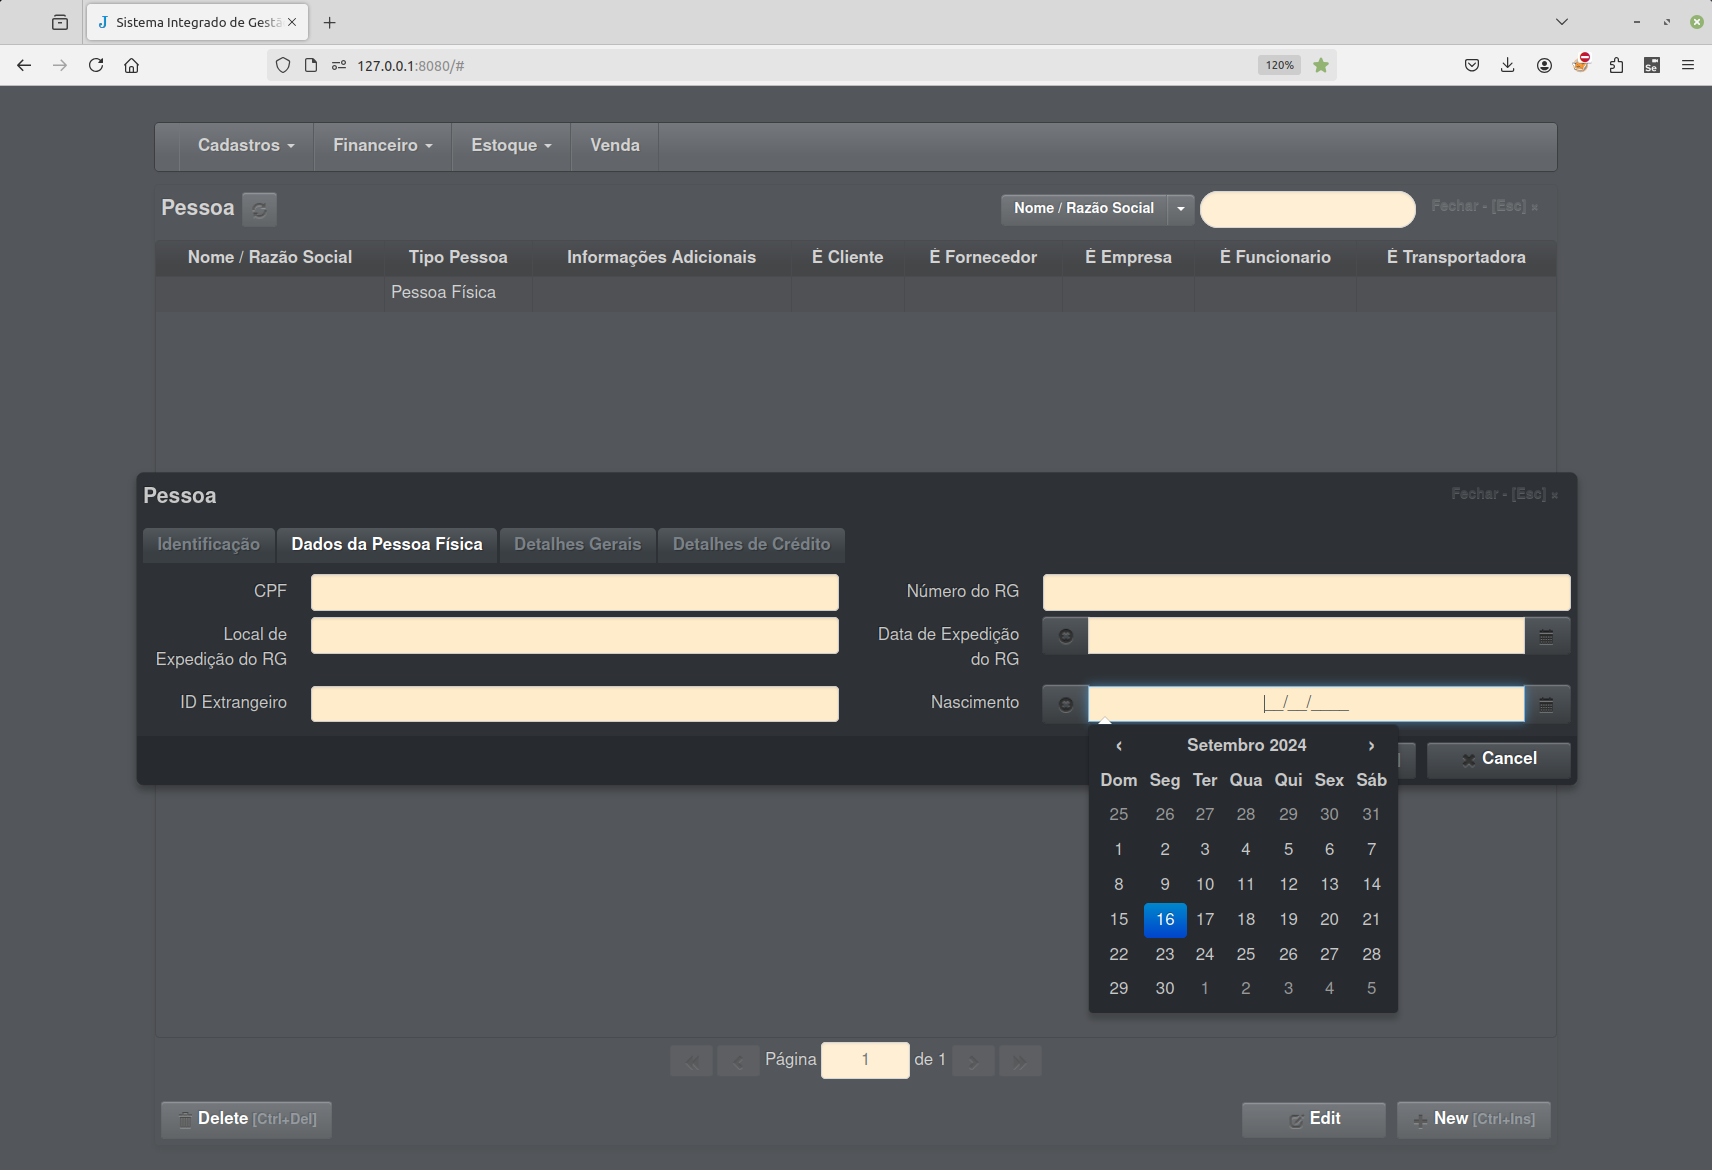 Sistema Integrado de Gestã
127.0.0.1:8080/#
120%
Se
Cadastros
Financeiro
Estoque
Venda
Pessoa
Nome / Razão Social
Fechar - [Esc] ×
Nome / Razão Social
Tipo Pessoa
Informações Adicionais
É Cliente
É Fornecedor
É Empresa
É Funcionario
É Transportadora
Pessoa Física
Pessoa
Fechar - [Esc] ×
Identificação
Dados da Pessoa Física
Detalhes Gerais
Detalhes de Crédito
CPF
Número do RG
Local de
Expedição do RG
Data de Expedição
do RG
ID Extrangeiro
Nascimento
__/__/____
‹ Setembro 2024 ›
Dom Seg Ter Qua Qui Sex Sáb
25 26 27 28 29 30 31
1 2 3 4 5 6 7
8 9 10 11 12 13 14
15 16 17 18 19 20 21
22 23 24 25 26 27 28
29 30 1 2 3 4 5
] Cancel
Página 1 de 1
Delete [Ctrl+Del]
Edit
New [Ctrl+Ins]